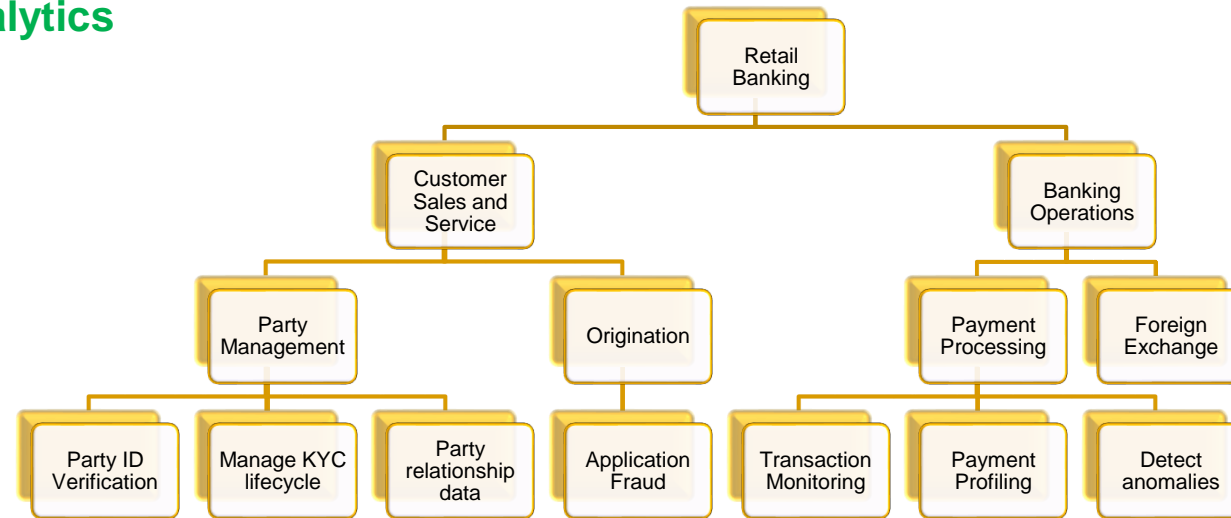 alytics
Retail
Banking
Customer
Sales and
Service
Banking
Operations
Party
Management
Origination
Payment
Processing
Foreign
Exchange
Party ID
Verification
Manage KYC
lifecycle
Party
relationship
data
Application
Fraud
Transaction
Monitoring
Payment
Profiling
Detect
anomalies